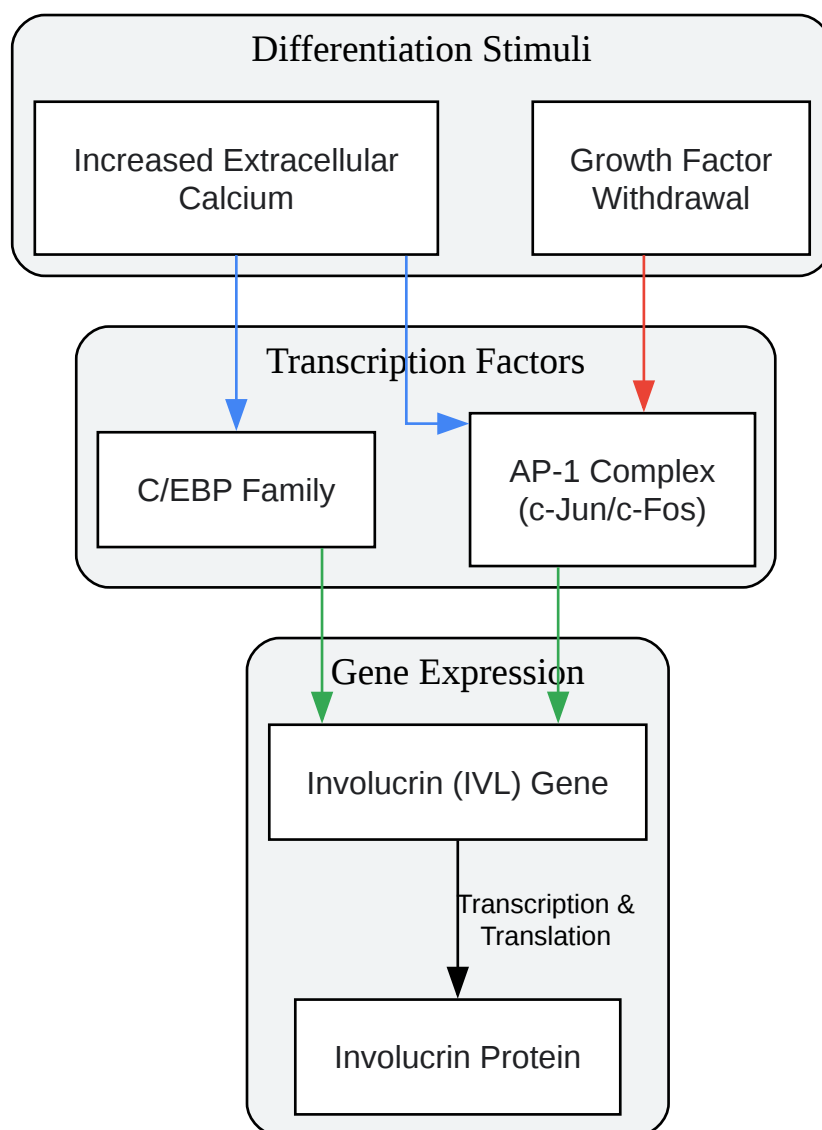 Differentiation Stimuli
Increased Extracellular
Calcium
Growth Factor
Withdrawal
Transcription Factors
C/EBP Family
AP-1 Complex
(c-Jun/c-Fos)
Gene Expression
Involucrin (IVL) Gene
Transcription &
Translation
Involucrin Protein